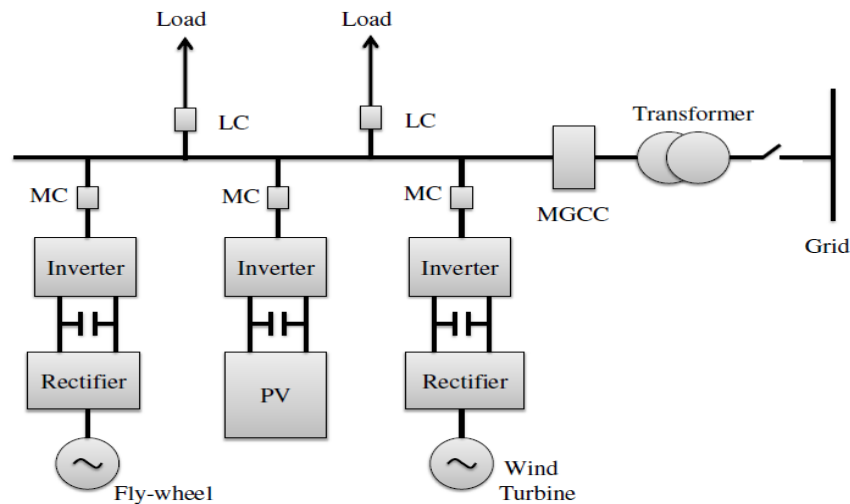 Load
Load
LC
LC
Transformer
MC
MC
MC
MGCC
Grid
Inverter
Inverter
Inverter
Rectifier
PV
Rectifier
Fly-wheel
Wind
Turbine